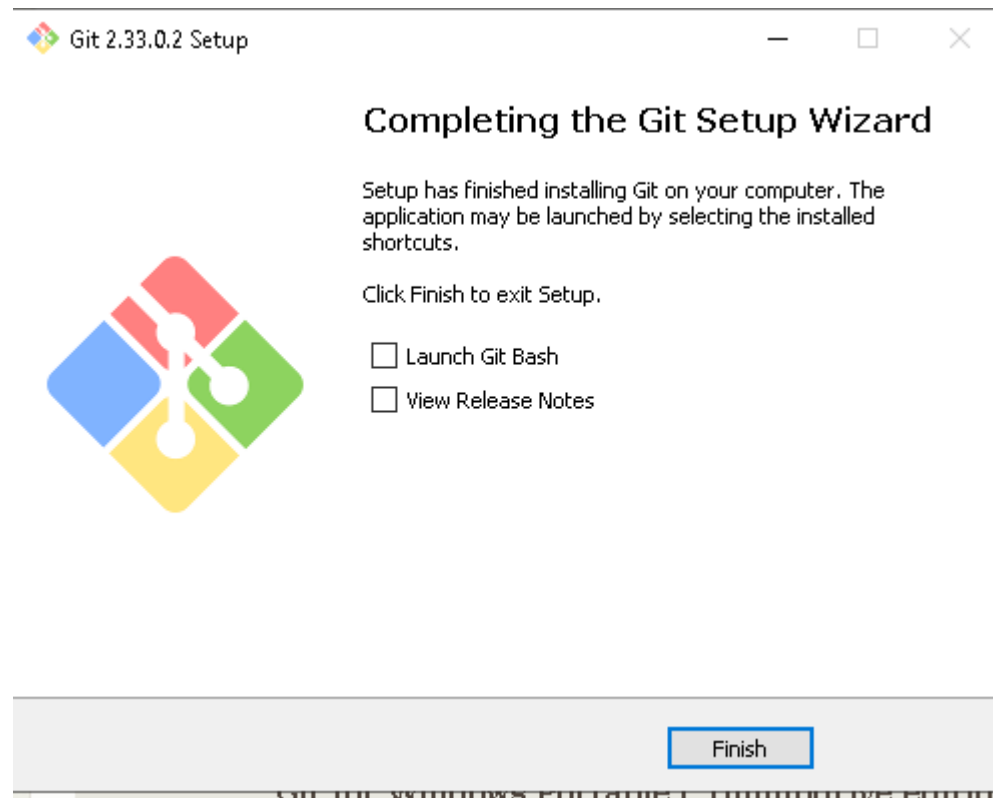 Git 2.33.0.2 Setup
Completing the Git Setup Wizard
Setup has finished installing Git on your computer. The
application may be launched by selecting the installed
shortcuts.
Click Finish to exit Setup.
Launch Git Bash
View Release Notes
Finish